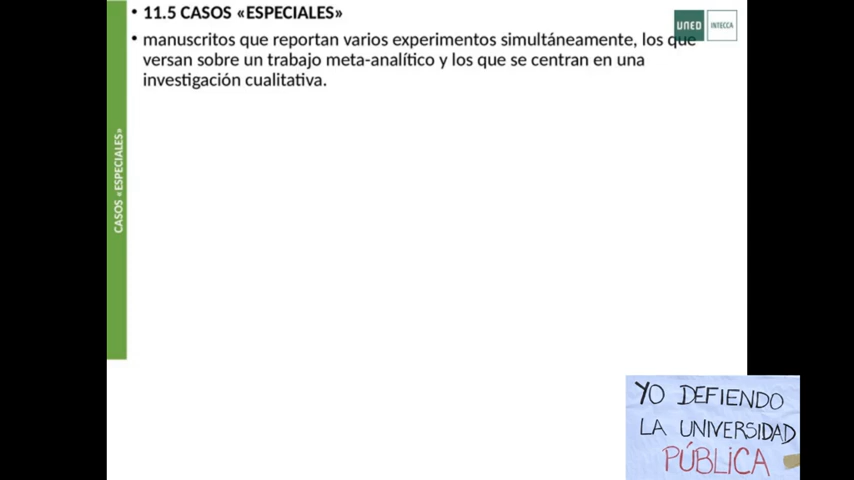 • 11.5 CASOS «ESPECIALES»
• manuscritos que reportan varios experimentos simultáneamente, los que
versan sobre un trabajo meta-analítico y los que se centran en una
investigación cualitativa.
UNED INTECCA
CASOS «ESPECIALES»
YO DEFIENDO
LA UNIVERSIDAD
PÚBLICA